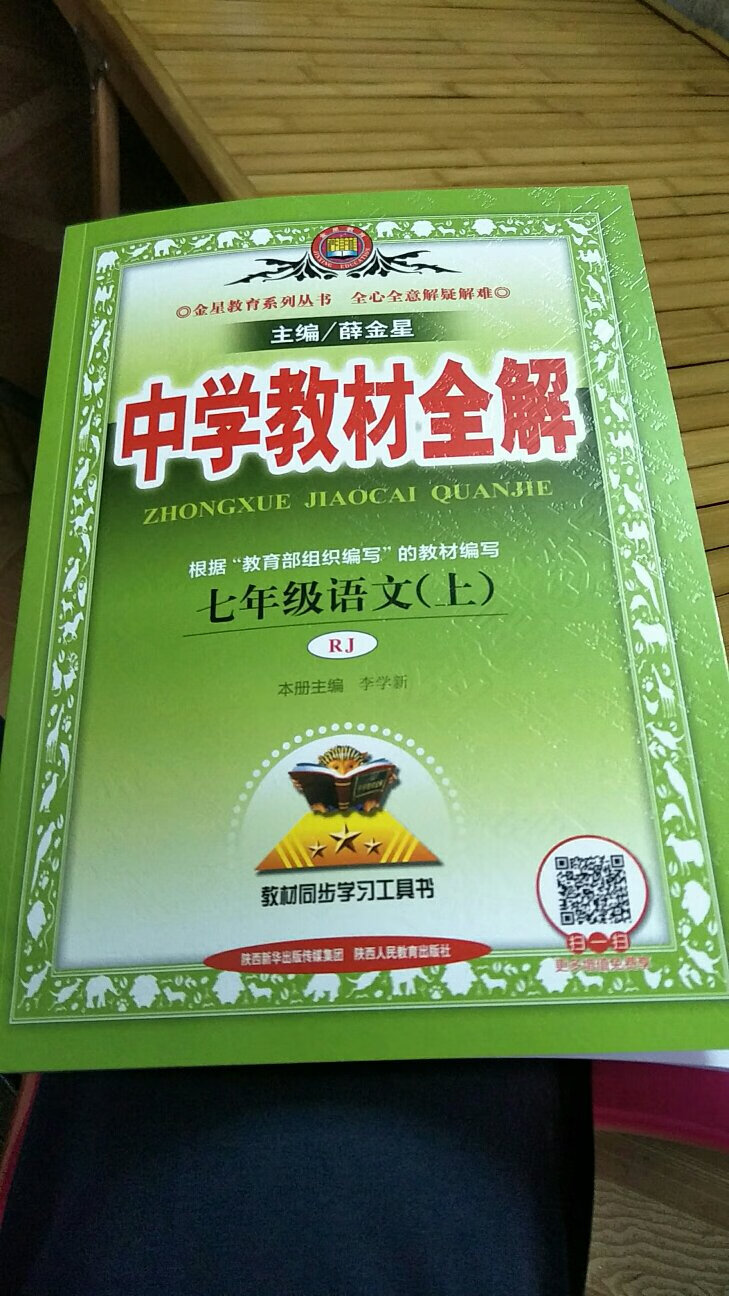 ◎金星教育系列丛书 全心全意解疑解难◎
主编/薛金星
中学教材全解
ZHONGXUE JIAOCAI QUANJIE
根据“教育部组织编写”的教材编写
七年级语文(上)
RJ
本册主编 李学新
教材同步学习工具书
扫一扫
陕西新华出版传媒集团 陕西人民教育出版社